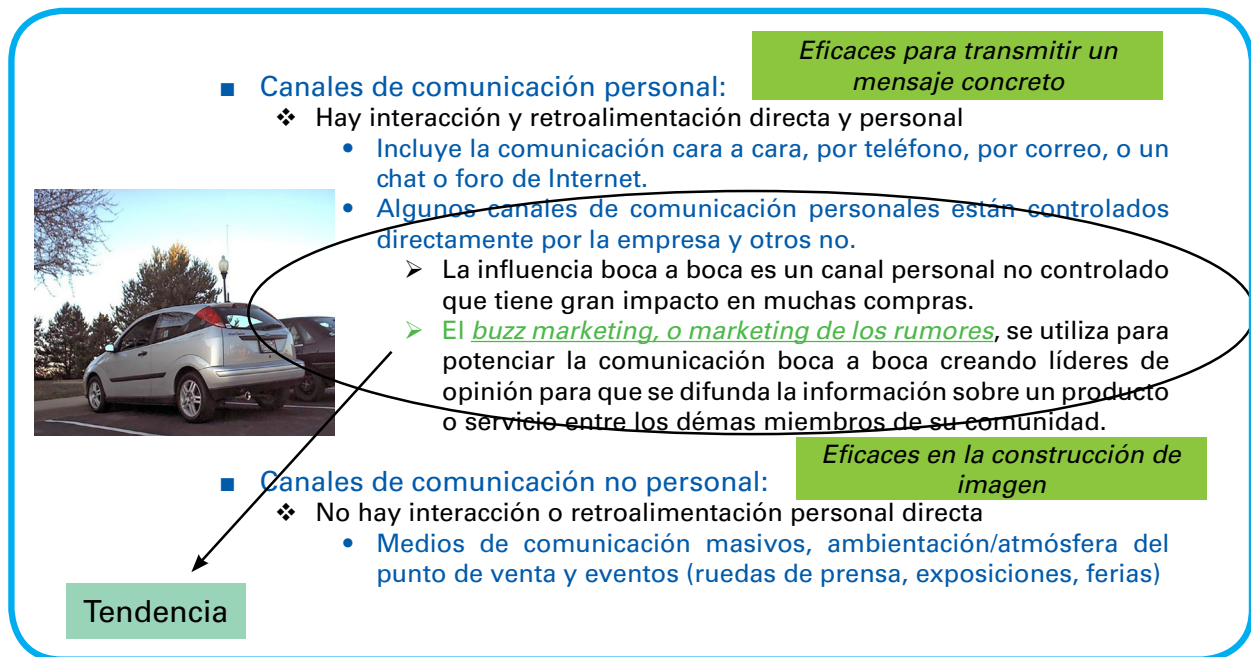 Eficaces para transmitir un
mensaje concreto
■ Canales de comunicación personal:
❖ Hay interacción y retroalimentación directa y personal
• Incluye la comunicación cara a cara, por teléfono, por correo, o un
chat o foro de Internet.
• Algunos canales de comunicación personales están controlados
directamente por la empresa y otros no.
➢ La influencia boca a boca es un canal personal no controlado
que tiene gran impacto en muchas compras.
➢ El buzz marketing, o marketing de los rumores, se utiliza para
potenciar la comunicación boca a boca creando líderes de
opinión para que se difunda la información sobre un producto
o servicio entre los démas miembros de su comunidad.
Eficaces en la construcción de
imagen
■ Canales de comunicación no personal:
❖ No hay interacción o retroalimentación personal directa
• Medios de comunicación masivos, ambientación/atmósfera del
punto de venta y eventos (ruedas de prensa, exposiciones, ferias)
Tendencia